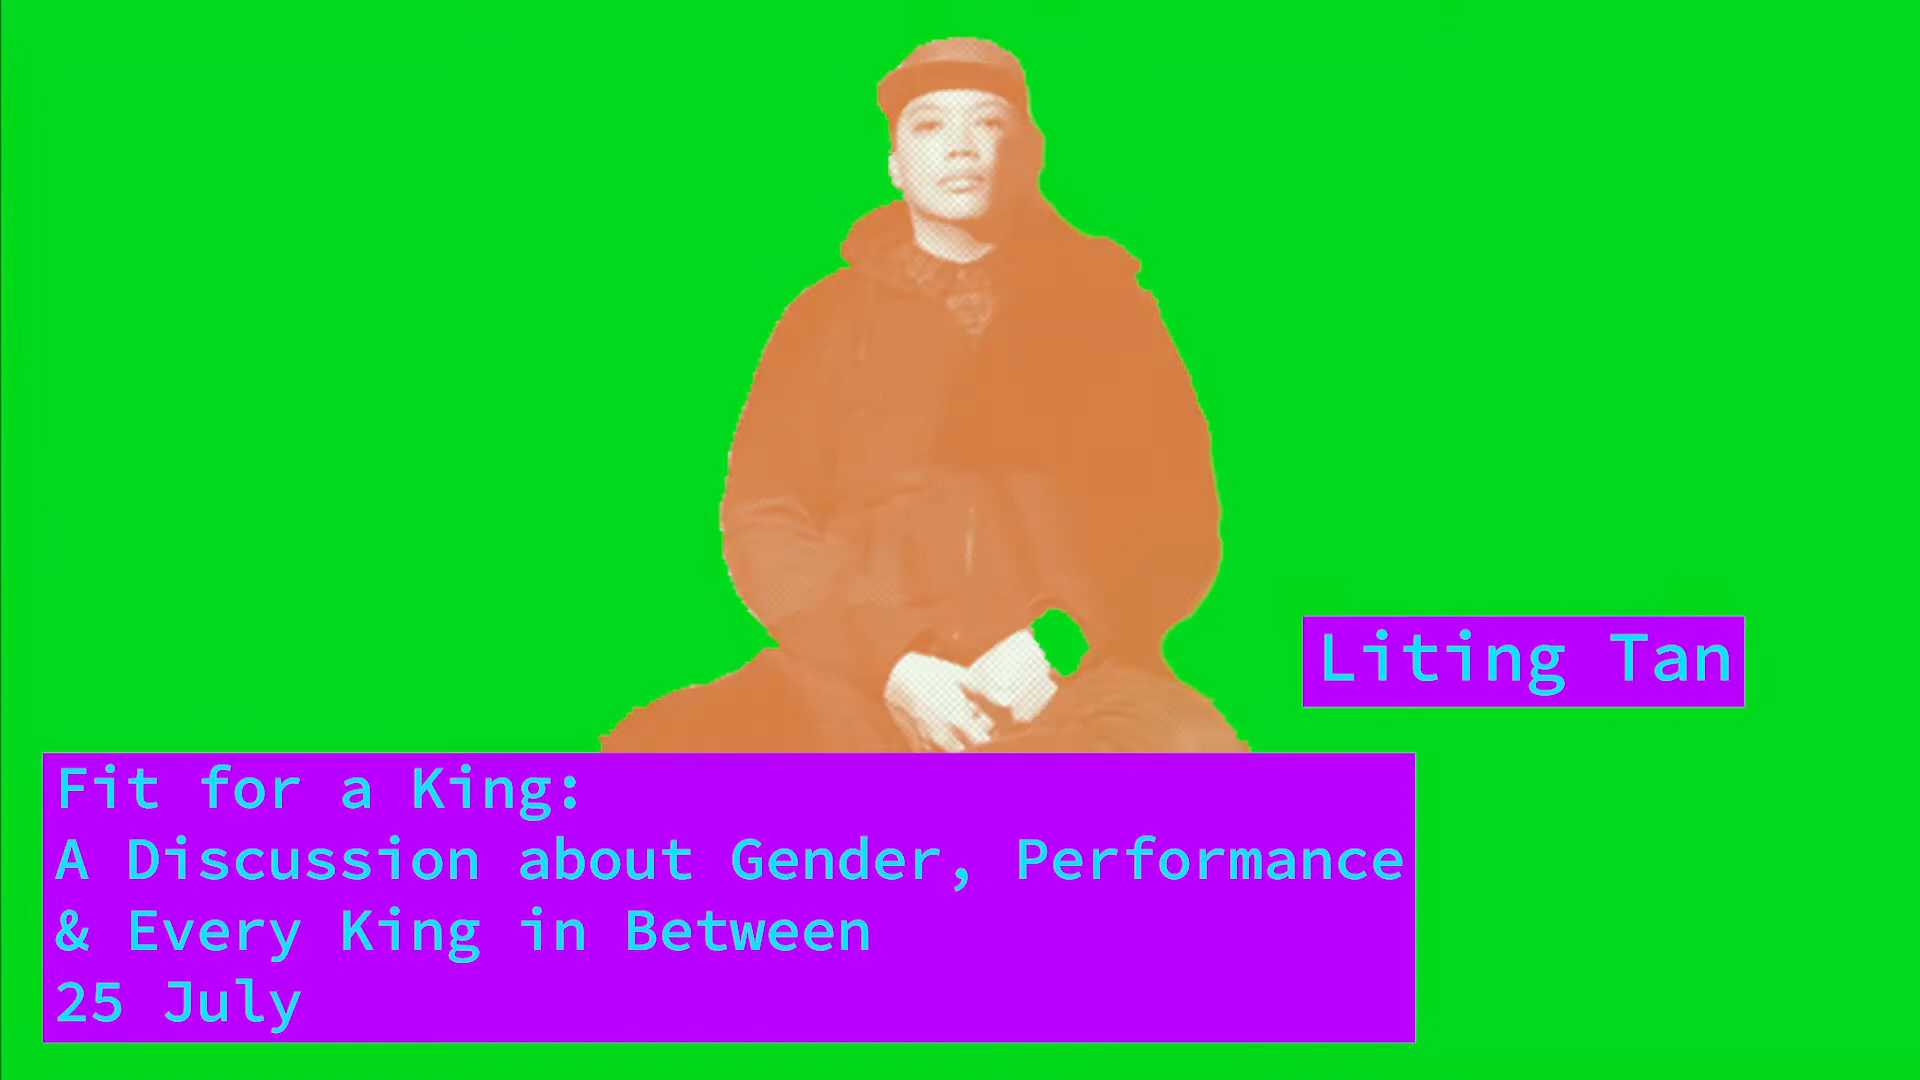 Liting Tan
Fit for a King:
A Discussion about Gender, Performance
& Every King in Between
25 July